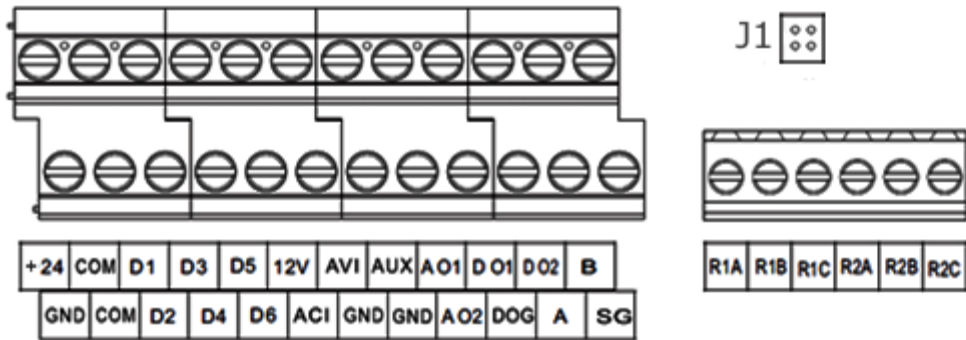 J1
+24 COM D1 D3 D5 12V AVI AUX AO1 DO1 DO2 B
GND COM D2 D4 D6 ACI GND GND AO2 DOG A SG
R1A R1B R1C R2A R2B R2C